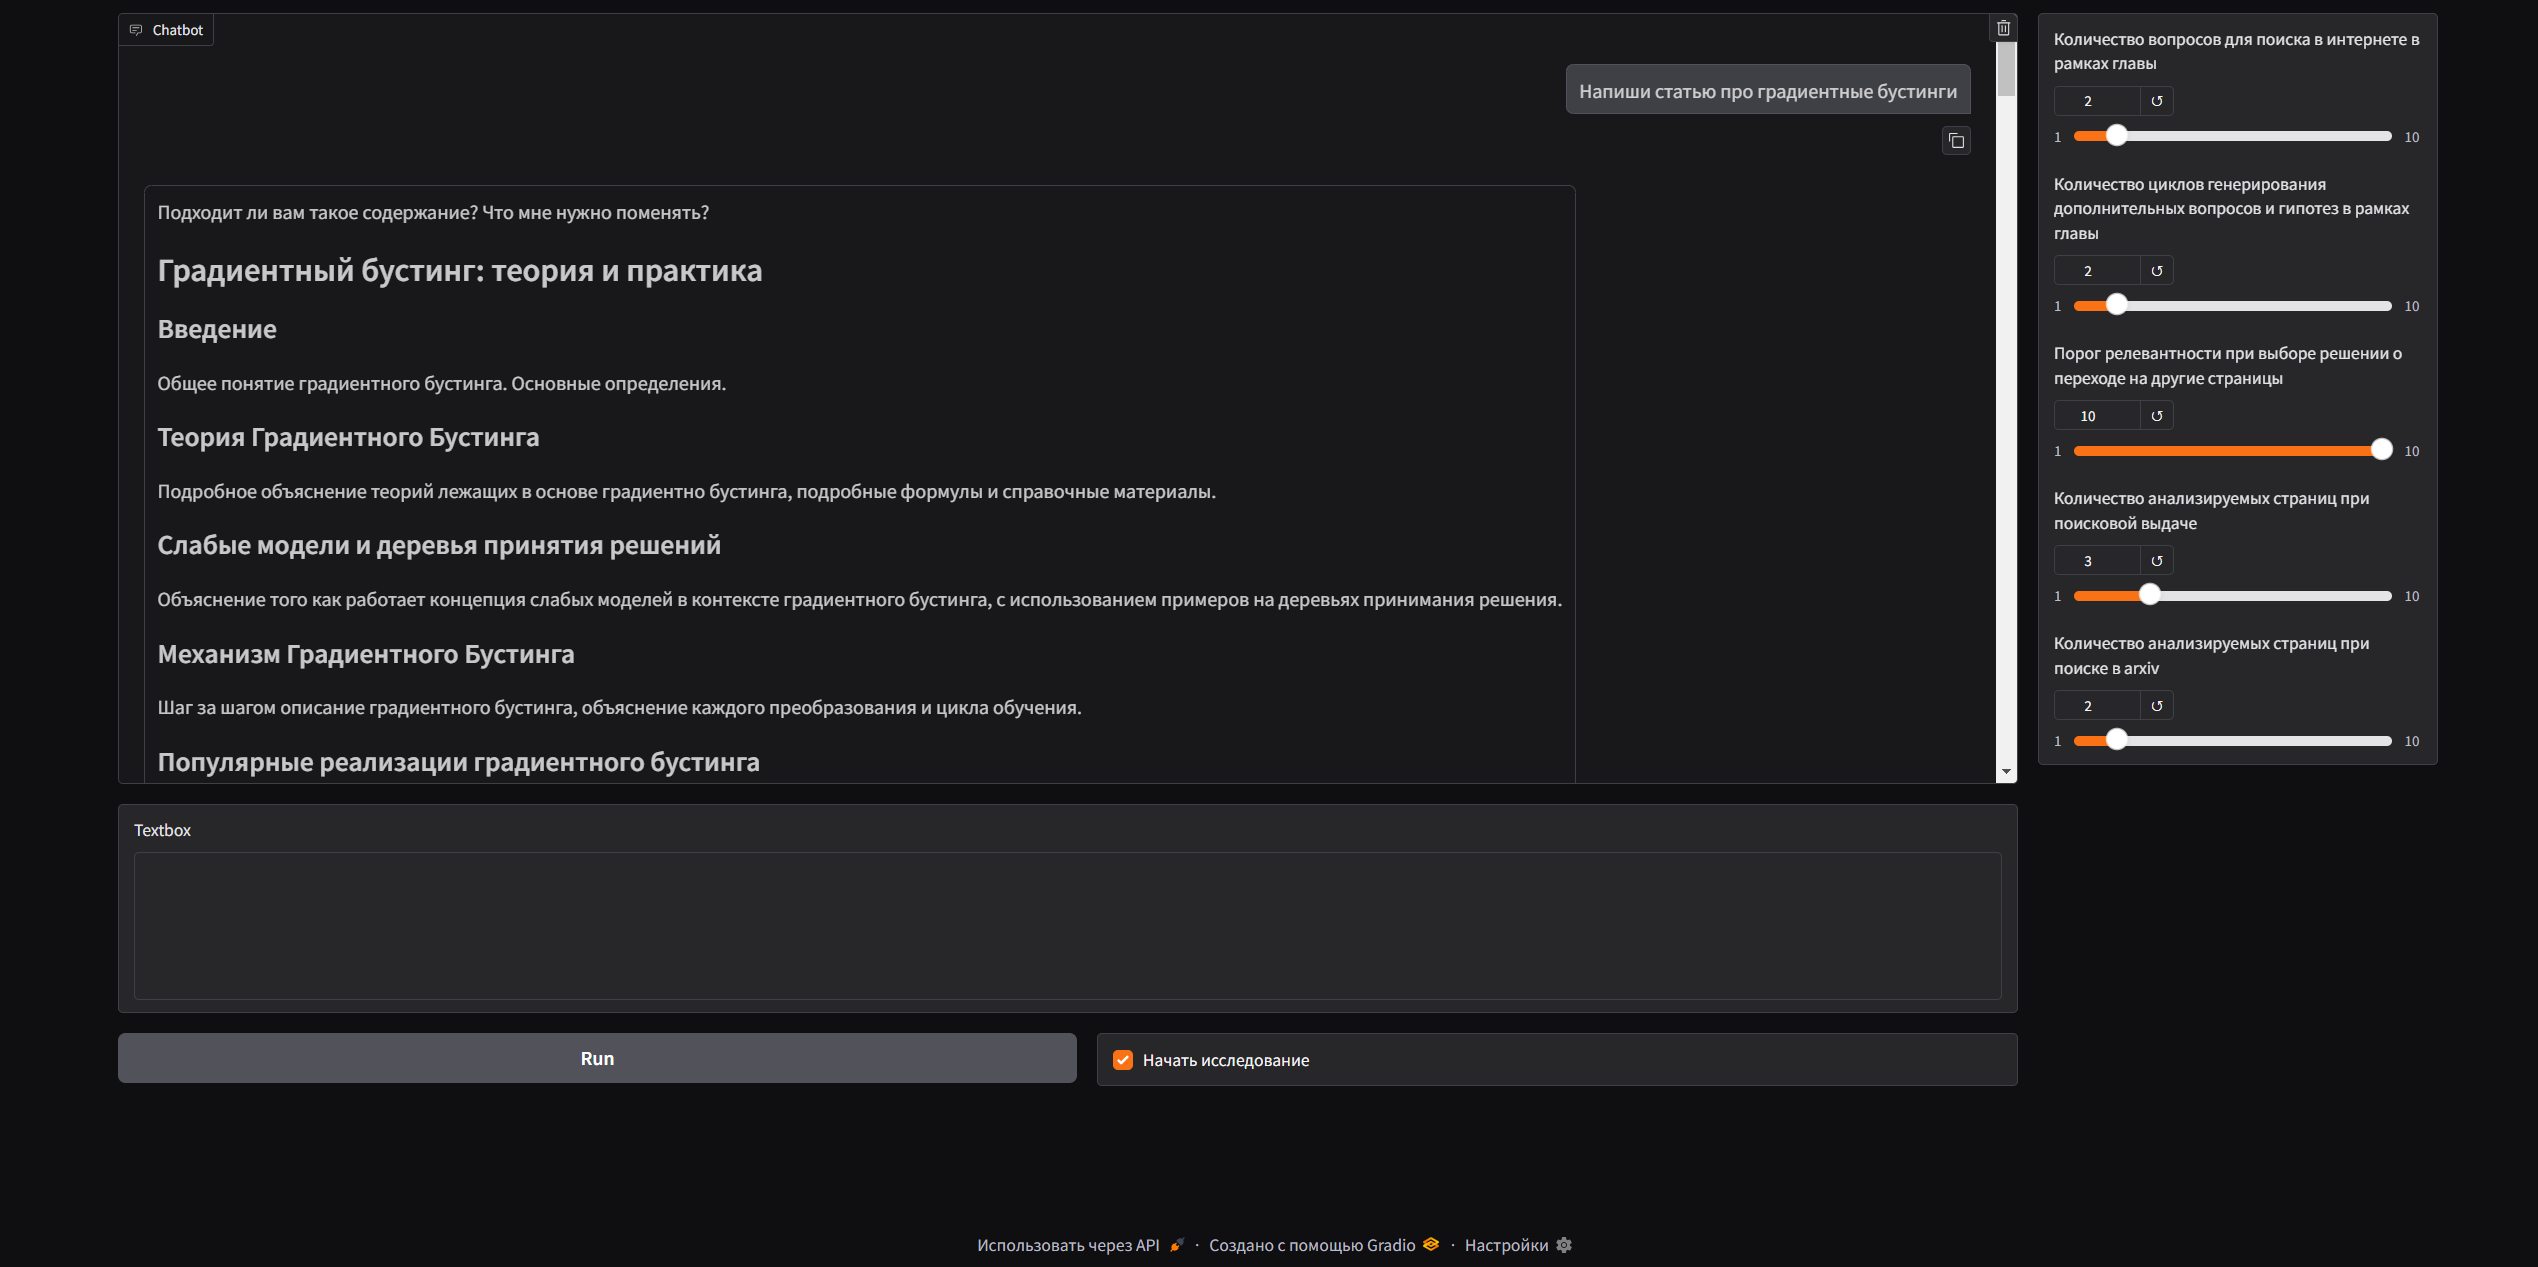 Chatbot
Напиши статью про градиентные бустинги
Подходит ли вам такое содержание? Что мне нужно поменять?
Градиентный бустинг: теория и практика
Введение
Общее понятие градиентного бустинга. Основные определения.
Теория Градиентного Бустинга
Подробное объяснение теорий лежащих в основе градиентно бустинга, подробные формулы и справочные материалы.
Слабые модели и деревья принятия решений
Объяснение того как работает концепция слабых моделей в контексте градиентного бустинга, с использованием примеров на деревьях принимания решения.
Механизм Градиентного Бустинга
Шаг за шагом описание градиентного бустинга, объяснение каждого преобразования и цикла обучения.
Популярные реализации градиентного бустинга
Textbox
Run
Начать исследование
Количество вопросов для поиска в интернете в
рамках главы
2
1 10
Количество циклов генерирования
дополнительных вопросов и гипотез в рамках
главы
2
1 10
Порог релевантности при выборе решении о
переходе на другие страницы
10
1 10
Количество анализируемых страниц при
поисковой выдаче
3
1 10
Количество анализируемых страниц при
поиске в arxiv
2
1 10
Использовать через API · Создано с помощью Gradio · Настройки